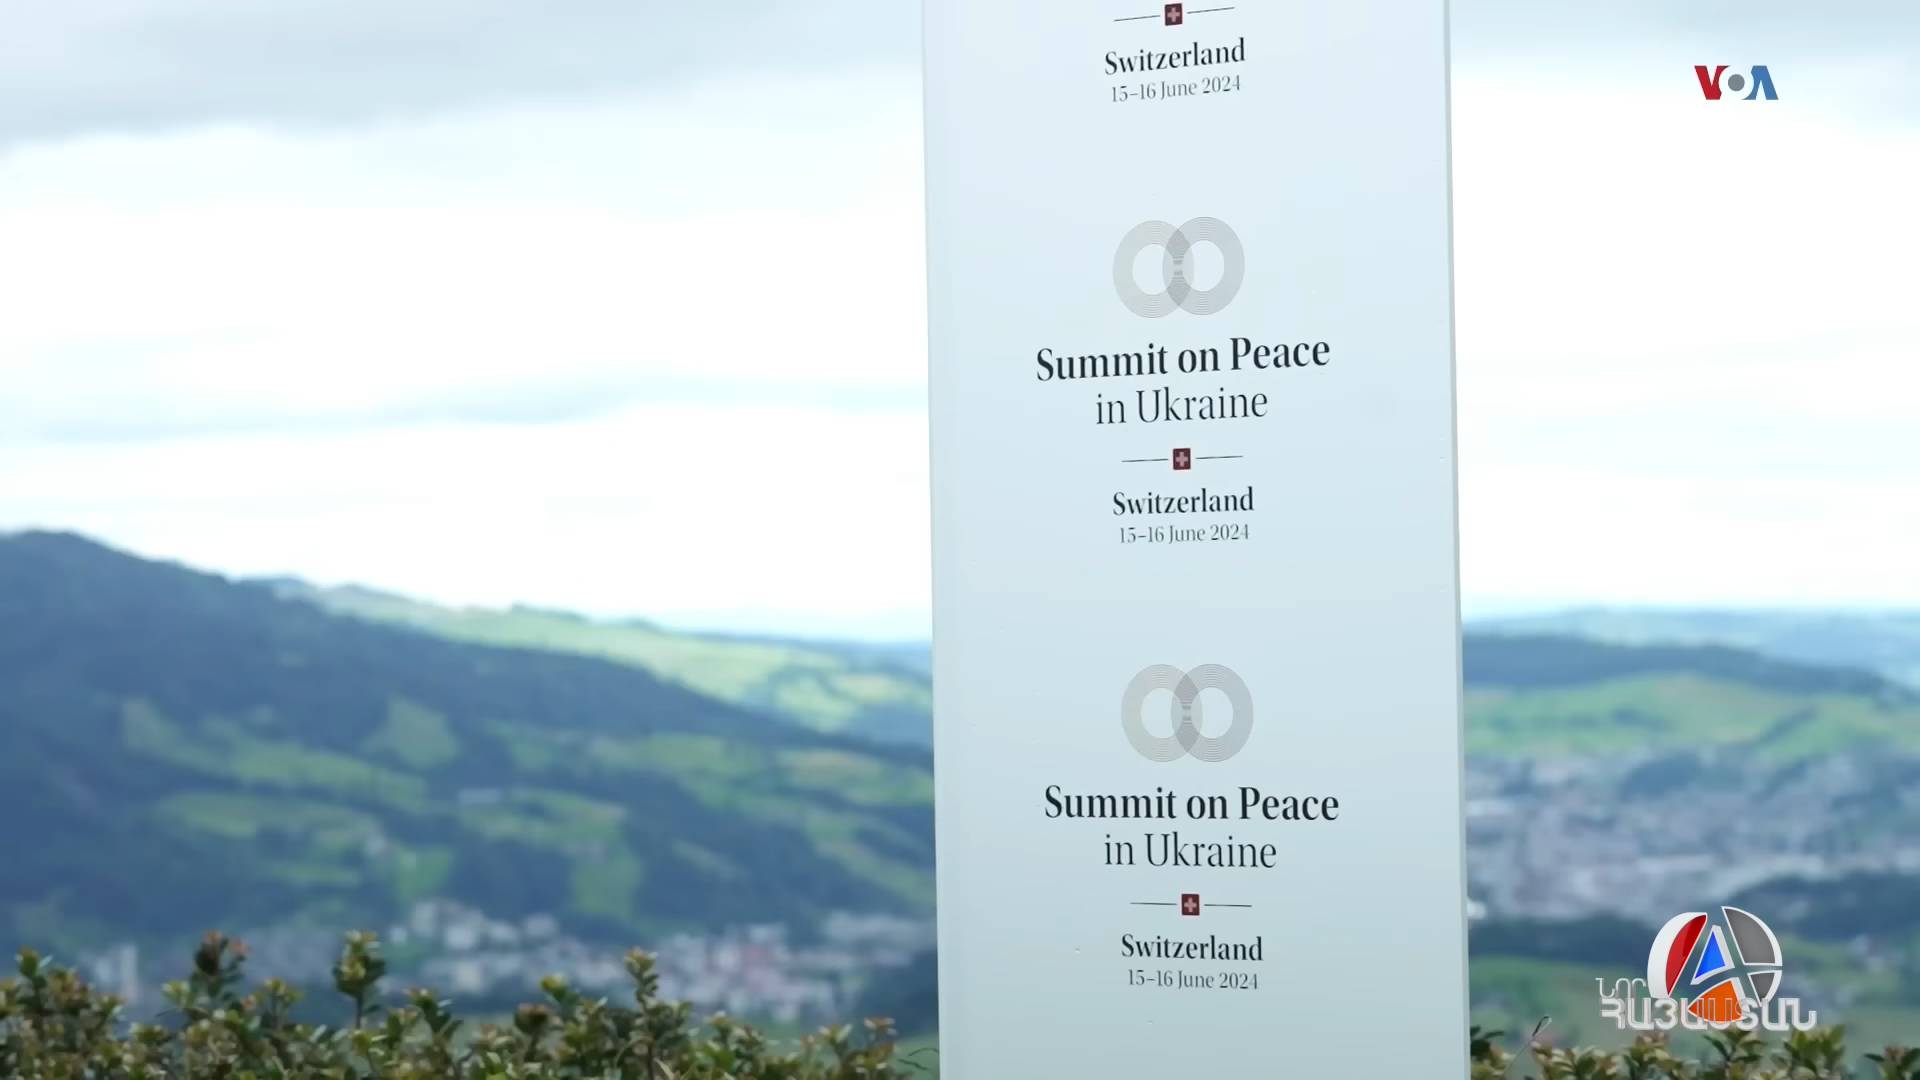 Switzerland
15–16 June 2024
VOA
Summit on Peace
in Ukraine
Switzerland
15–16 June 2024
Summit on Peace
in Ukraine
Switzerland
15–16 June 2024
ՆՈՐ
ՀԱՅԱՍՏԱՆ